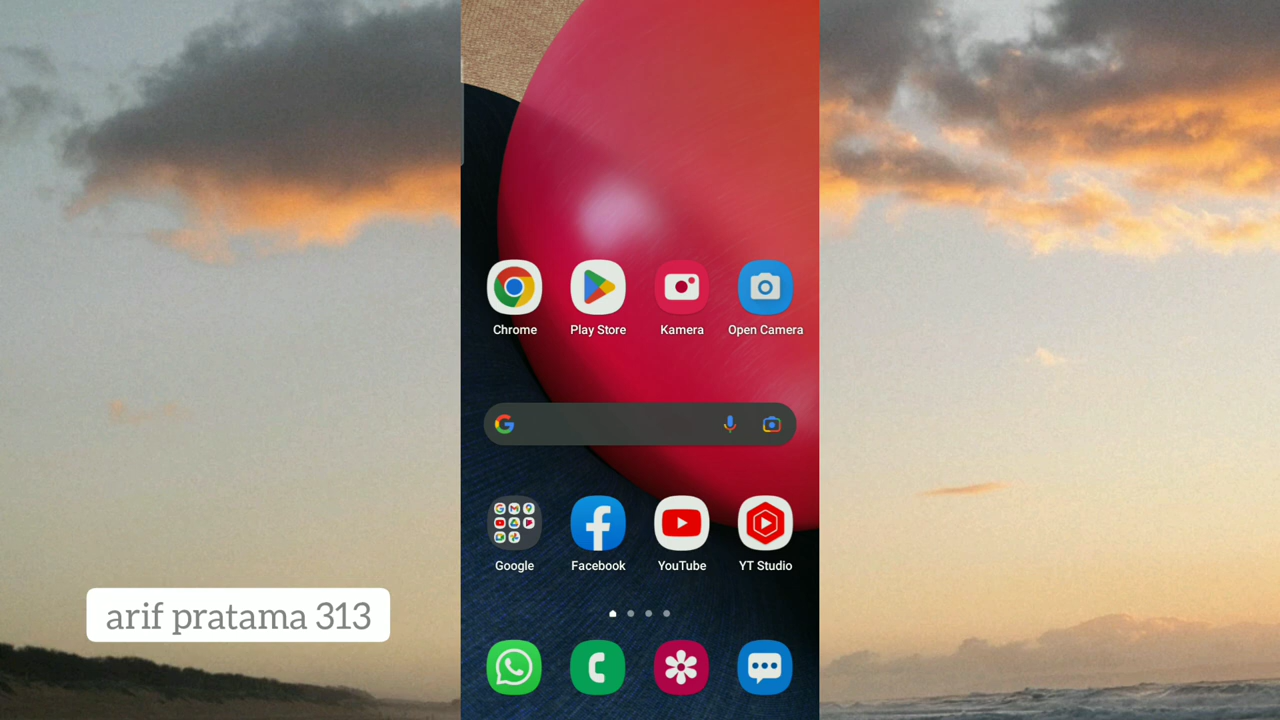 Chrome
Play Store
Kamera
Open Camera
Google
Facebook
YouTube
YT Studio
arif pratama 313